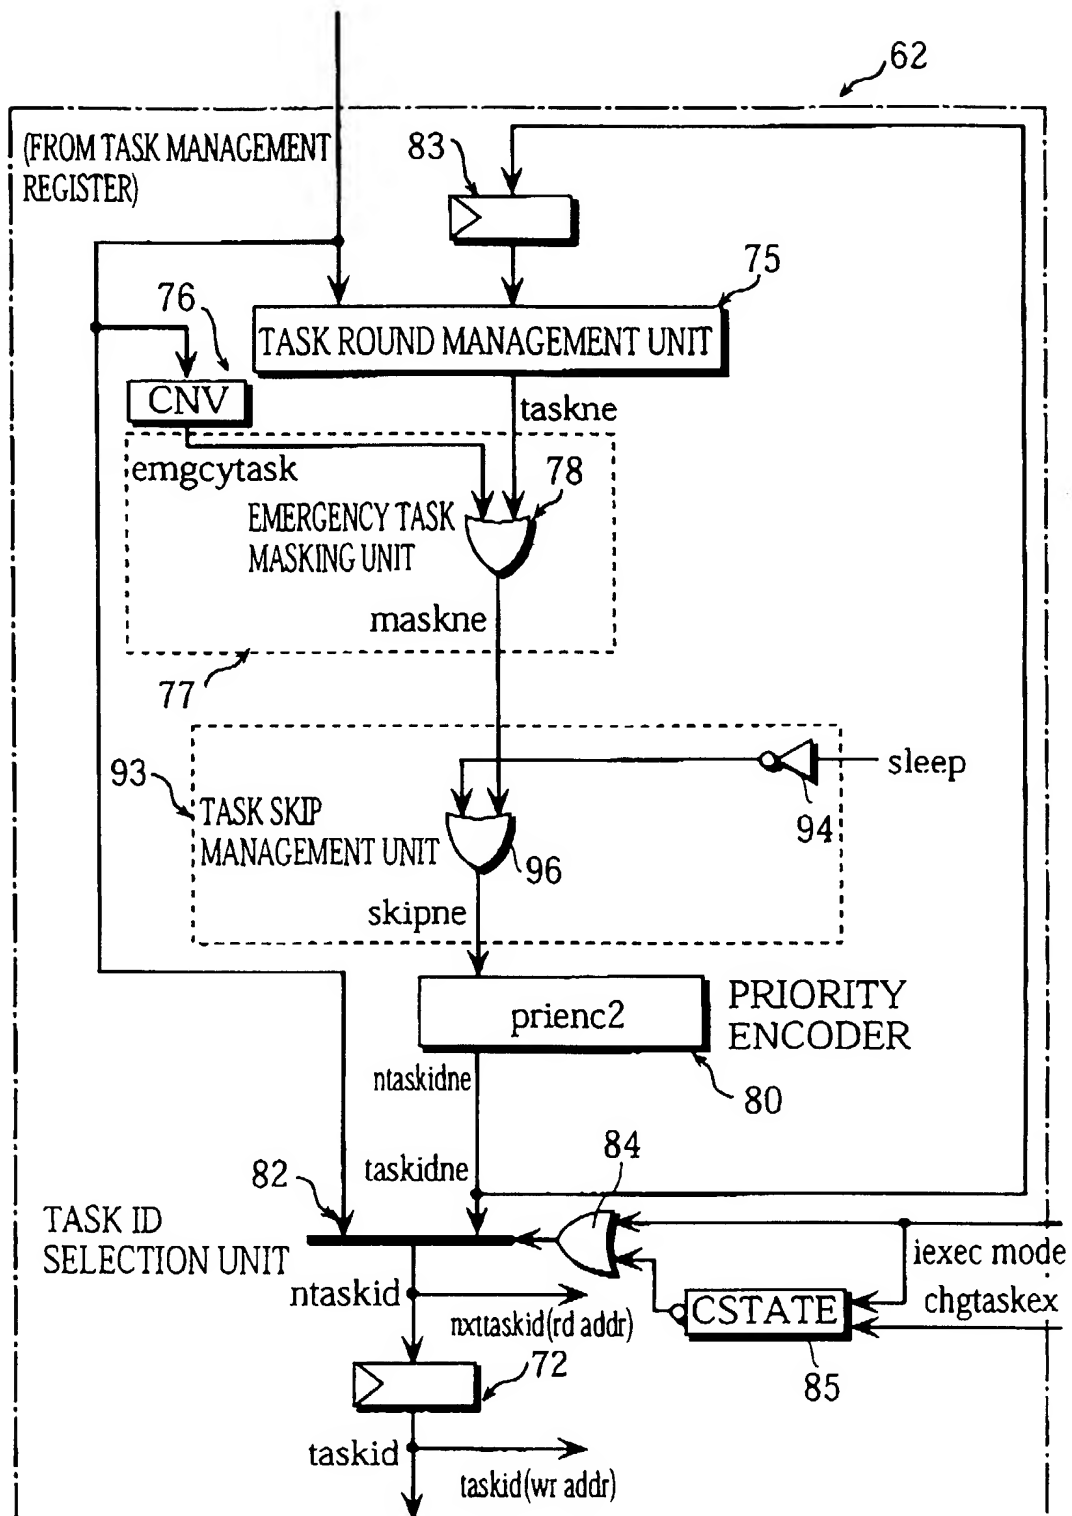 62
(FROM TASK MANAGEMENT
REGISTER)
83
75
76
TASK ROUND MANAGEMENT UNIT
CNV
taskne
emgcytask
78
EMERGENCY TASK
MASKING UNIT
maskne
77
93
sleep
94
TASK SKIP
MANAGEMENT UNIT
96
skipne
prienc2
PRIORITY
ENCODER
ntaskidne
80
84
taskidne
82
TASK ID
SELECTION UNIT
iexec mode
ntaskid
chgtaskex
CSTATE
nxttaskid(rd addr)
72
85
taskid
taskid(wr addr)